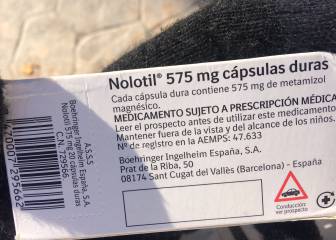 Nolotil® 575 mg cápsulas duras
Cada cápsula dura contiene 575 mg de metamizol
magnésico.
MEDICAMENTO SUJETO A PRESCRIPCIÓN MÉDICA
Leer el prospecto antes de utilizar este medicamento
Mantener fuera de la vista y del alcance de los niños.
Nº de registro en la AEMPS: 47.633
Boehringer Ingelheim España, S.A.
Prat de la Riba, 50
08174 Sant Cugat del Vallès (Barcelona) - España
Conducción:
ver prospecto
A.S.S.S.
Boehringer Ingelheim España, S.A.
Nolotil 575 mg 20 cápsulas duras
C.N.: 725566